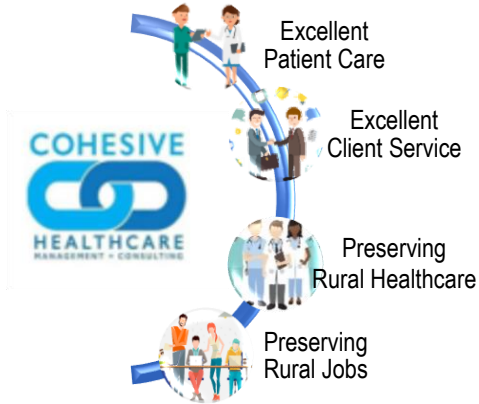 Excellent
Patient Care
Excellent
Client Service
COHESIVE
HEALTHCARE
MANAGEMENT + CONSULTING
Preserving
Rural Healthcare
Preserving
Rural Jobs